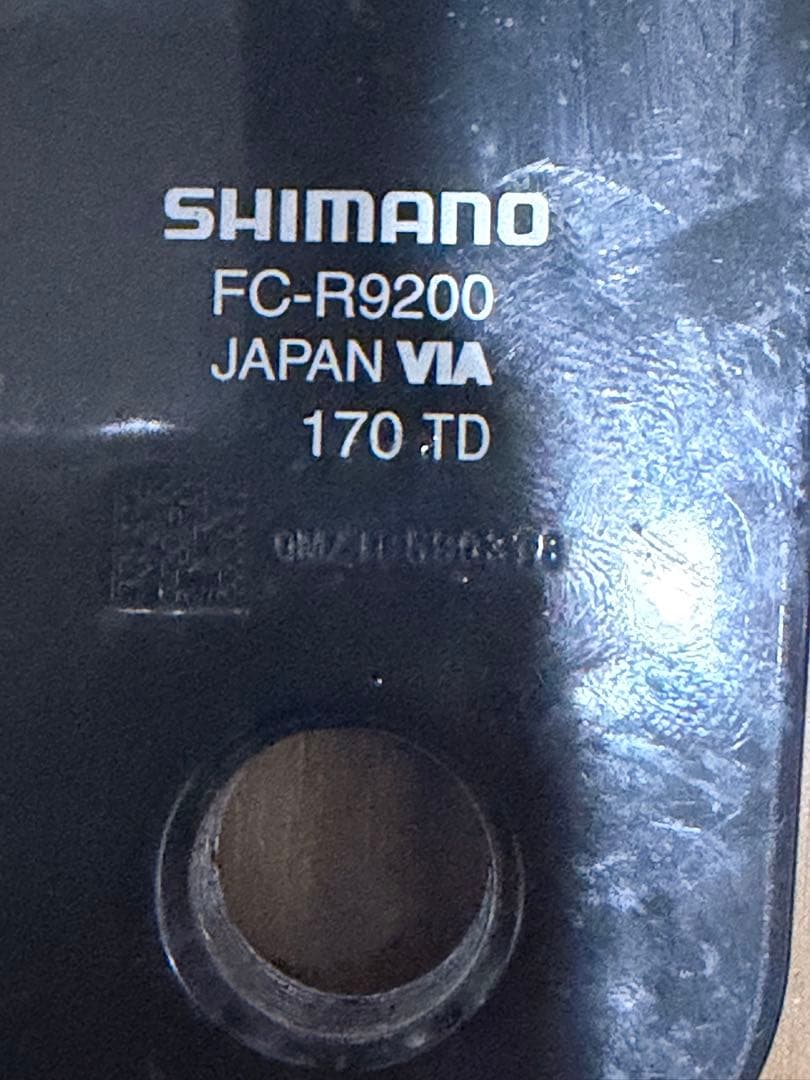 SHIMANO
FC-R9200
JAPAN VIA
170 TD